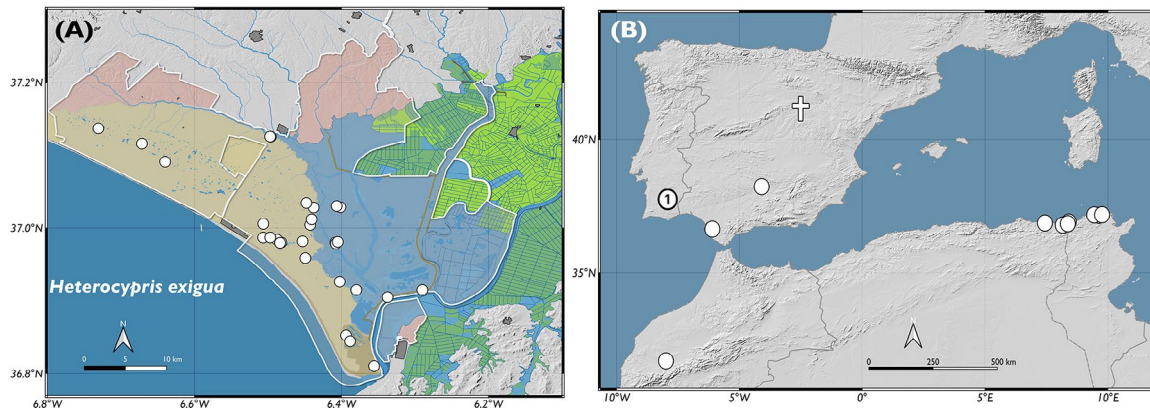 (A)
37.2°N
37.0°N
36.8°N
Heterocypris exigua
N
0 5 10 km
6.8°W 6.6°W 6.4°W 6.2°W
(B)
40°N
35°N
1
N
0 250 500 km
10°W 5°W 0°E 5°E 10°E